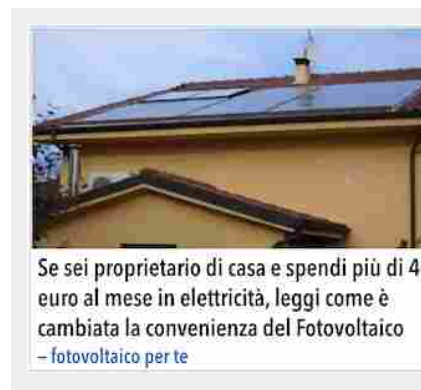 Se sei proprietario di casa e spendi più di 4
euro al mese in elettricità, leggi come è
cambiata la convenienza del Fotovoltaico
– fotovoltaico per te